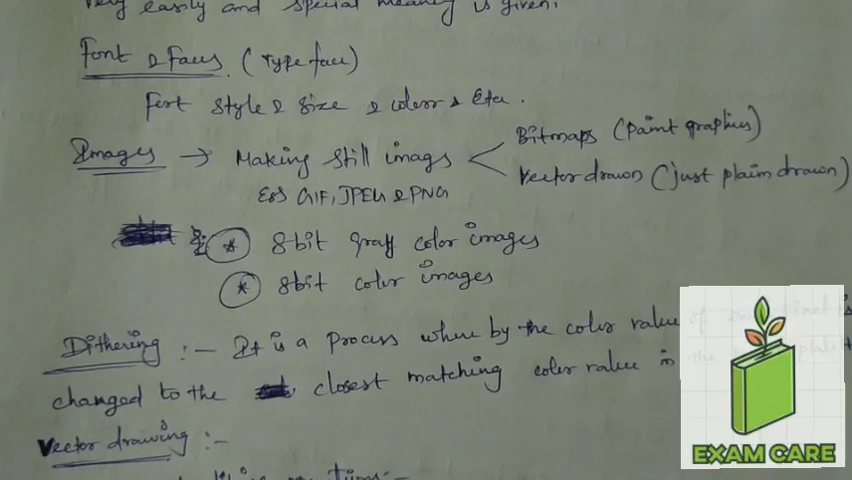 very easily and special meaning is given.
Font & Faces. (Type face)
Font style & size & colors & Etc.
Images → Making still imags
Bitmaps (paint graphics)
Vector drawn (just plain drawn)
Ex: GIF, JPEG & PNG
* 8bit gray color images
* 8bit color images
Dithering :- It is a process where by the color value
changed to the closest matching color value in
Vector drawing :-
EXAM CARE